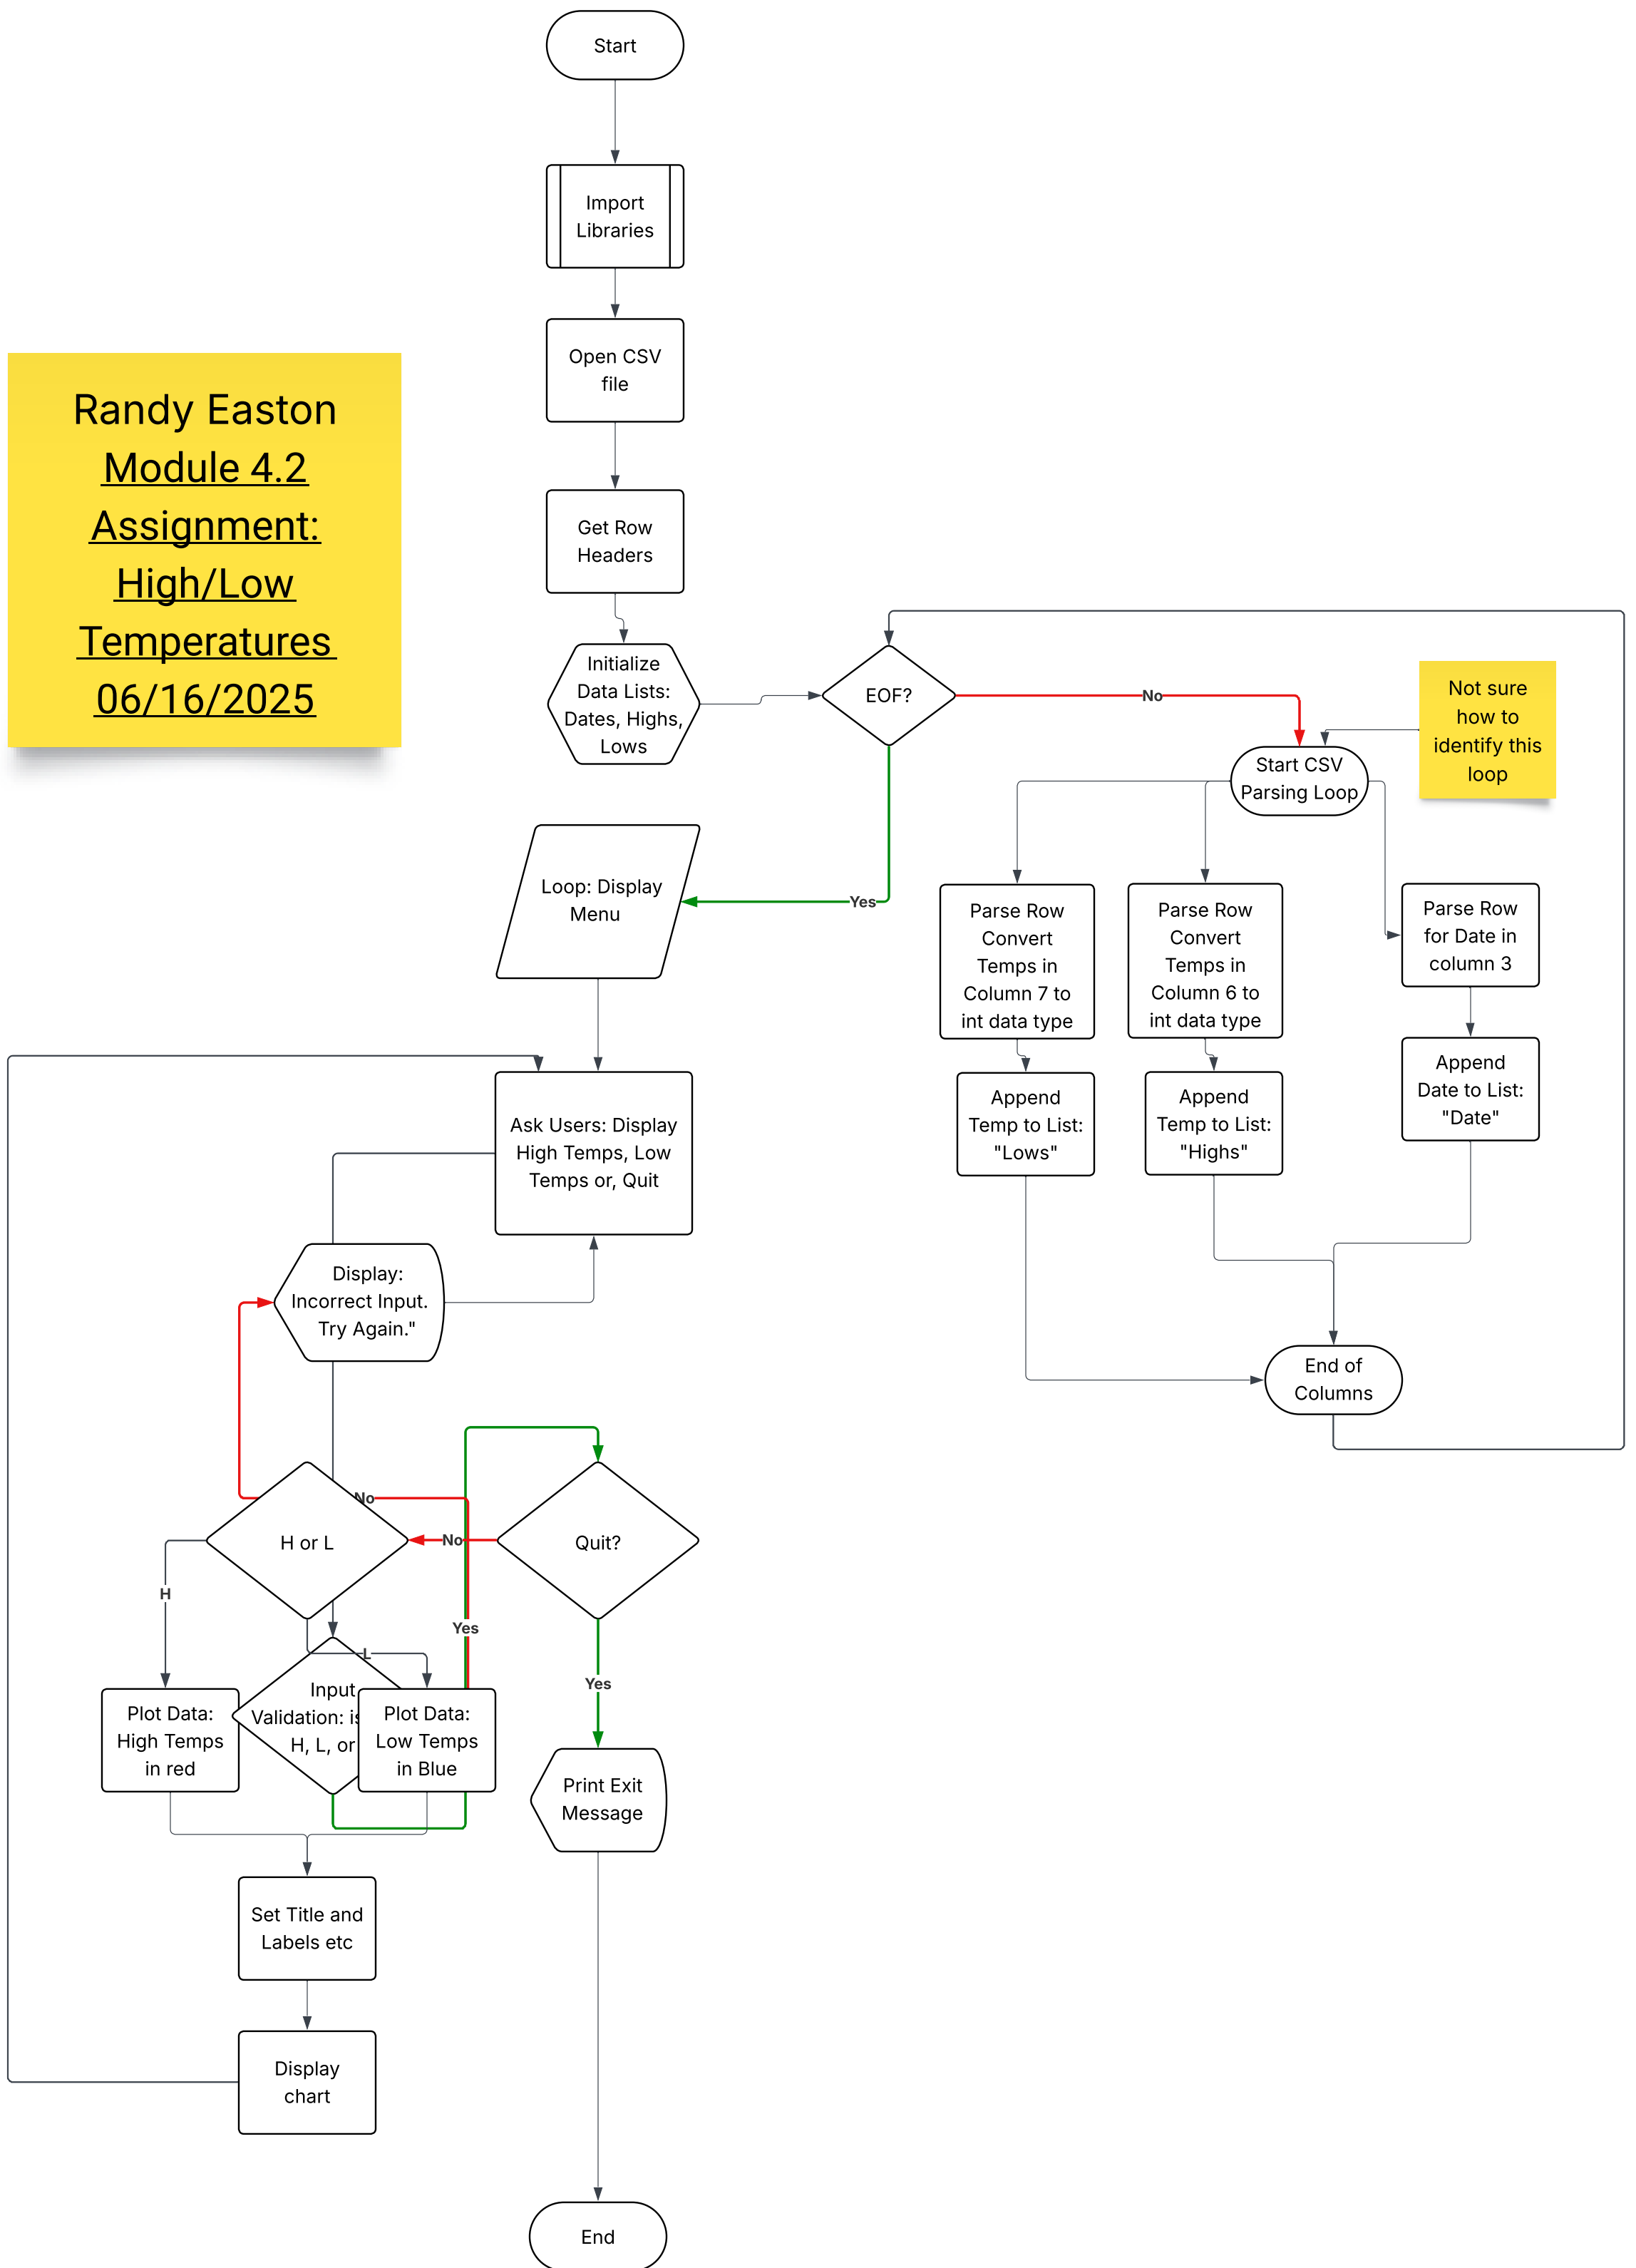 Start
Import
Libraries
Open CSV
file
Randy Easton
Module 4.2
Assignment:
High/Low
Temperatures
06/16/2025
Get Row
Headers
Initialize
Data Lists:
Dates, Highs,
Lows
EOF?
No
Not sure
how to
identify this
loop
Start CSV
Parsing Loop
Yes
Loop: Display
Menu
Parse Row
Convert
Temps in
Column 7 to
int data type
Parse Row
Convert
Temps in
Column 6 to
int data type
Parse Row
for Date in
column 3
Append
Temp to List:
"Lows"
Append
Temp to List:
"Highs"
Append
Date to List:
"Date"
Ask Users: Display
High Temps, Low
Temps or, Quit
Display:
Incorrect Input.
Try Again."
End of
Columns
No
H or L
No
Quit?
H
Yes
L
Yes
Plot Data:
High Temps
in red
Input
Validation:
H, L, or
Plot Data:
Low Temps
in Blue
Print Exit
Message
Set Title and
Labels etc
Display
chart
End